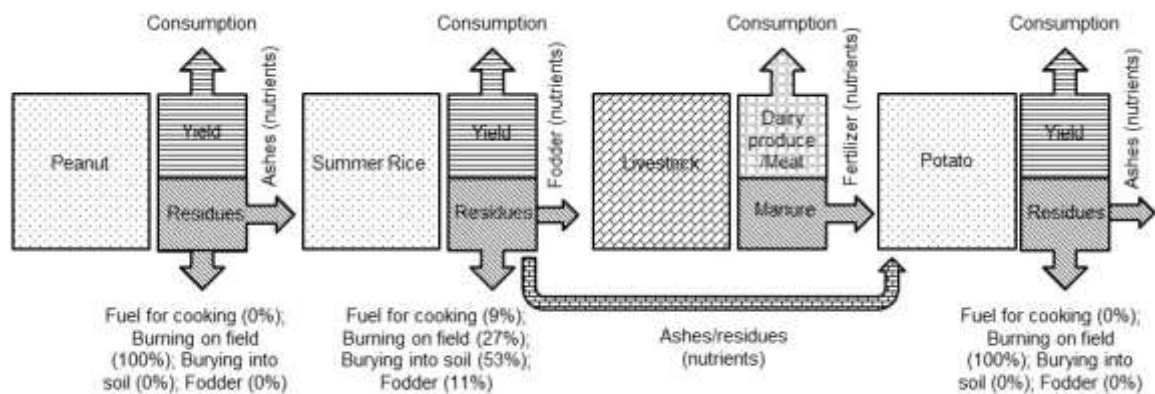 Consumption
Consumption
Consumption
Consumption
Peanut
Yield
Residues
Ashes (nutrients)
Summer Rice
Yield
Residues
Fodder (nutrients)
Livestock
Dairy
produce
/Meat
Manure
Fertilizer (nutrients)
Potato
Yield
Residues
Ashes (nutrients)
Fuel for cooking (0%);
Burning on field
(100%); Burying into
soil (0%); Fodder (0%)
Fuel for cooking (9%);
Burning on field (27%);
Burying into soil (53%);
Fodder (11%)
Ashes/residues
(nutrients)
Fuel for cooking (0%);
Burning on field
(100%); Burying into
soil (0%); Fodder (0%)